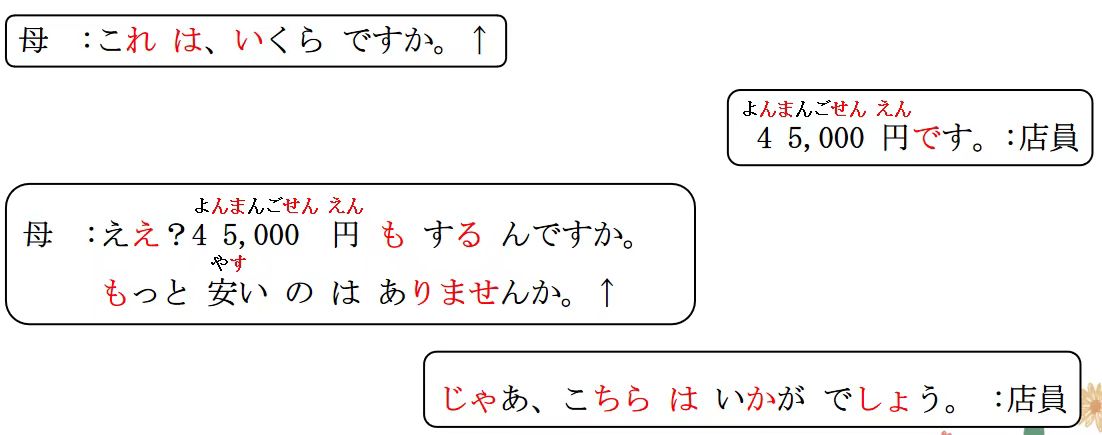 母 ：これ は、いくら ですか。↑
よんまんごせん えん
４５,000 円です。：店員
よんまんごせん えん
母 ：ええ？４５,000 円 も する んですか。
やす
もっと 安い の は ありませんか。↑
じゃあ、こちら は いかが でしょう。 ：店員